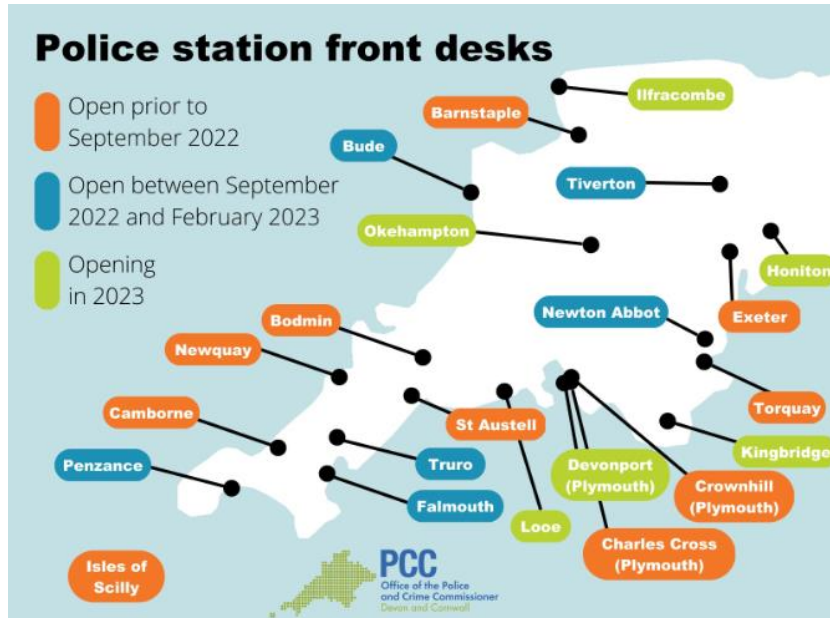 Police station front desks
Open prior to
September 2022
Open between September
2022 and February 2023
Opening
in 2023
Ilfracombe
Barnstaple
Bude
Tiverton
Okehampton
Honiton
Newton Abbot
Exeter
Bodmin
Newquay
Torquay
Camborne
St Austell
Kingbridge
Penzance
Truro
Devonport
(Plymouth)
Crownhill
(Plymouth)
Falmouth
Looe
Charles Cross
(Plymouth)
Isles of
Scilly
PCC
Office of the Police
and Crime Commissioner
Devon and Cornwall